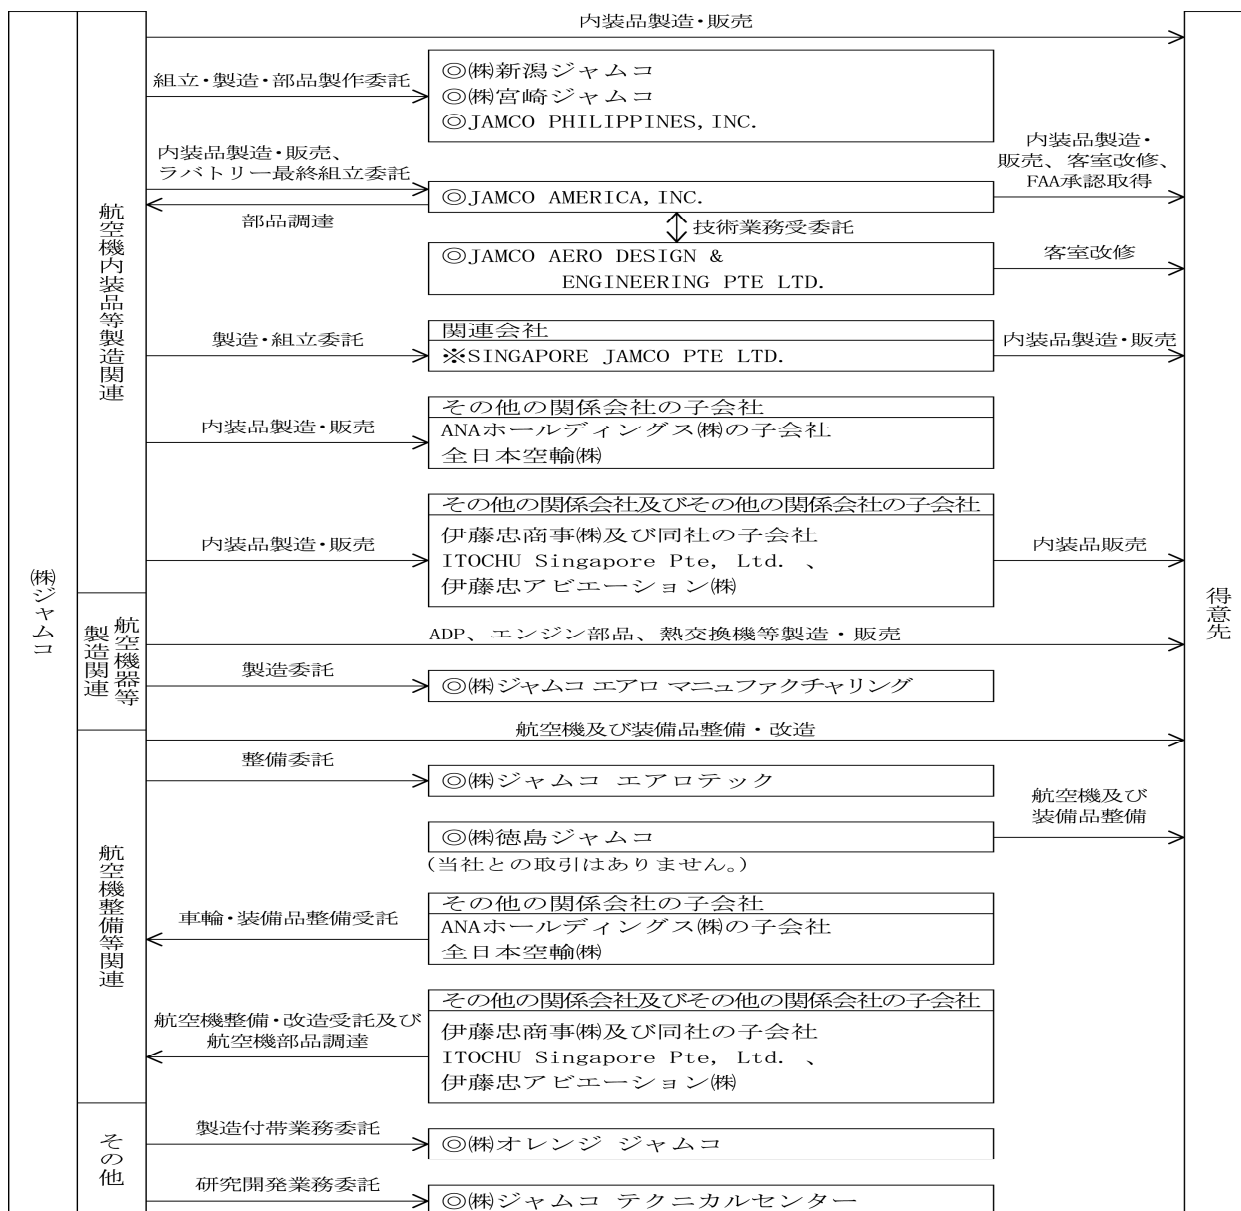 内装品製造・販売
組立・製造・部品製作委託
◎㈱新潟ジャムコ
◎㈱宮崎ジャムコ
◎JAMCO PHILIPPINES, INC.
内装品製造・販売、
ラバトリー最終組立委託
◎JAMCO AMERICA, INC.
内装品製造・
販売、客室改修、
FAA承認取得
部品調達
技術業務受委託
◎JAMCO AERO DESIGN &
ENGINEERING PTE LTD.
客室改修
航空機内装品等製造関連
製造・組立委託
関連会社
※SINGAPORE JAMCO PTE LTD.
内装品製造・販売
内装品製造・販売
その他の関係会社の子会社
ANAホールディングス㈱の子会社
全日本空輸㈱
内装品製造・販売
その他の関係会社及びその他の関係会社の子会社
伊藤忠商事㈱及び同社の子会社
ITOCHU Singapore Pte, Ltd. 、
伊藤忠アビエーション㈱
内装品販売
㈱ジャムコ
得意先
航空機器等
製造関連
ADP、エンジン部品、熱交換機等製造・販売
製造委託
◎㈱ジャムコ エアロ マニュファクチャリング
航空機及び装備品整備・改造
整備委託
◎㈱ジャムコ エアロテック
◎㈱徳島ジャムコ
(当社との取引はありません。)
航空機及び
装備品整備
航空機整備等関連
車輪・装備品整備受託
その他の関係会社の子会社
ANAホールディングス㈱の子会社
全日本空輸㈱
航空機整備・改造受託及び
航空機部品調達
その他の関係会社及びその他の関係会社の子会社
伊藤忠商事㈱及び同社の子会社
ITOCHU Singapore Pte, Ltd. 、
伊藤忠アビエーション㈱
その他
製造付帯業務委託
◎㈱オレンジ ジャムコ
研究開発業務委託
◎㈱ジャムコ テクニカルセンター